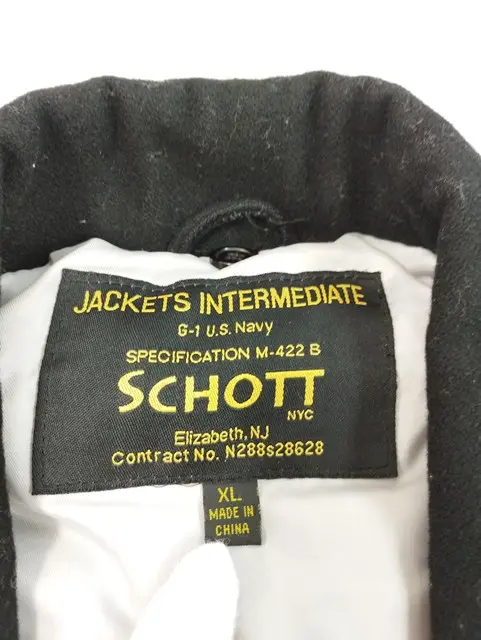 JACKETS INTERMEDIATE
G-1 U.S. Navy
SPECIFICATION M-422 B
SCHOTT
NYC
Elizabeth, NJ
Contract No. N288s28628
XL
MADE IN
CHINA